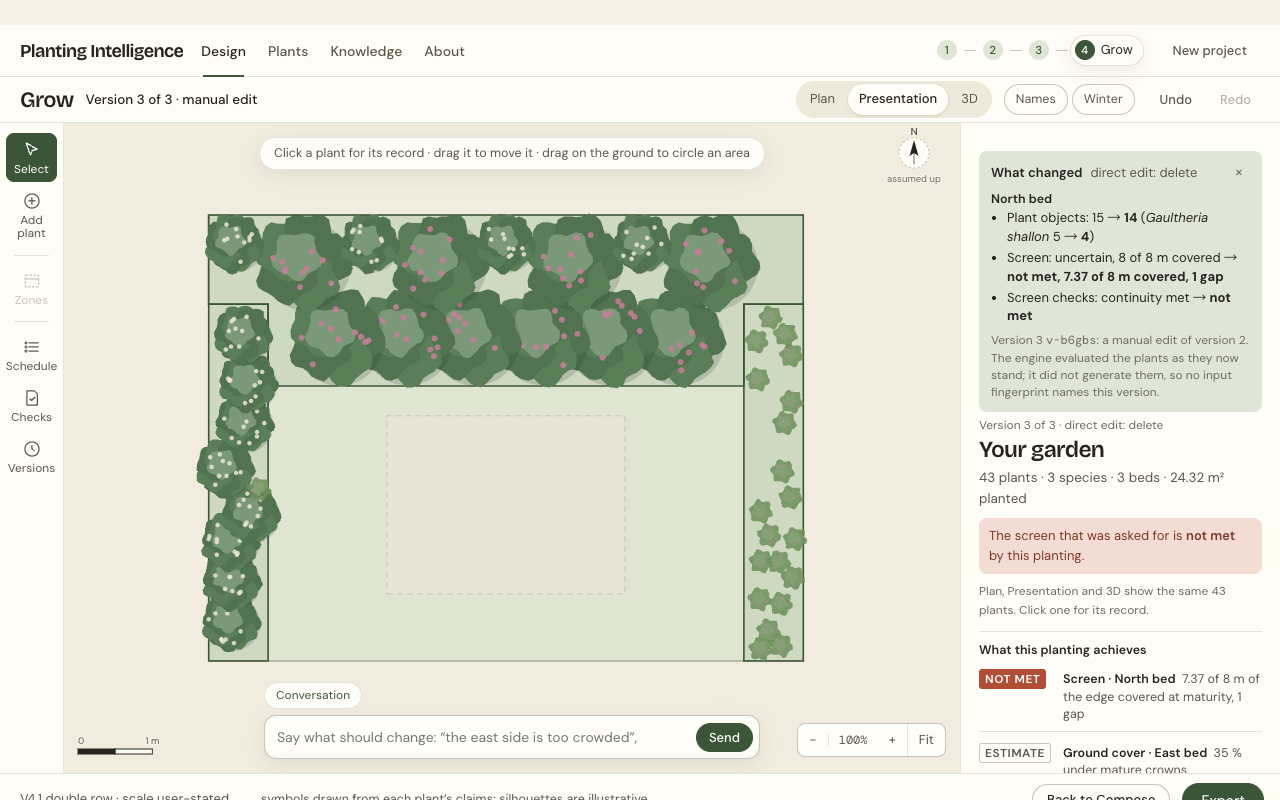 Planting Intelligence Design Plants Knowledge About 1 2 3 4 Grow New project
Grow Version 3 of 3 · manual edit Plan Presentation 3D Names Winter Undo Redo
Select
Add
plant
Zones
Schedule
Checks
Versions
Click a plant for its record · drag it to move it · drag on the ground to circle an area
N
assumed up
0 1 m
Conversation
Say what should change: “the east side is too crowded”,
Send
− 100% + Fit
What changed direct edit: delete ×
North bed
• Plant objects: 15 → 14 (Gaultheria
shallon 5 → 4)
• Screen: uncertain, 8 of 8 m covered →
not met, 7.37 of 8 m covered, 1 gap
• Screen checks: continuity met → not
met
Version 3 v-b6gbs: a manual edit of version 2.
The engine evaluated the plants as they now
stand; it did not generate them, so no input
fingerprint names this version.
Version 3 of 3 · direct edit: delete
Your garden
43 plants · 3 species · 3 beds · 24.32 m²
planted
The screen that was asked for is not met
by this planting.
Plan, Presentation and 3D show the same 43
plants. Click one for its record.
What this planting achieves
NOT MET Screen · North bed 7.37 of 8 m of
the edge covered at maturity, 1
gap
ESTIMATE Ground cover · East bed 35 %
under mature crowns
V4.1 double row · scale user-stated symbols drawn from each plant’s claims; silhouettes are illustrative Back to Compose Export